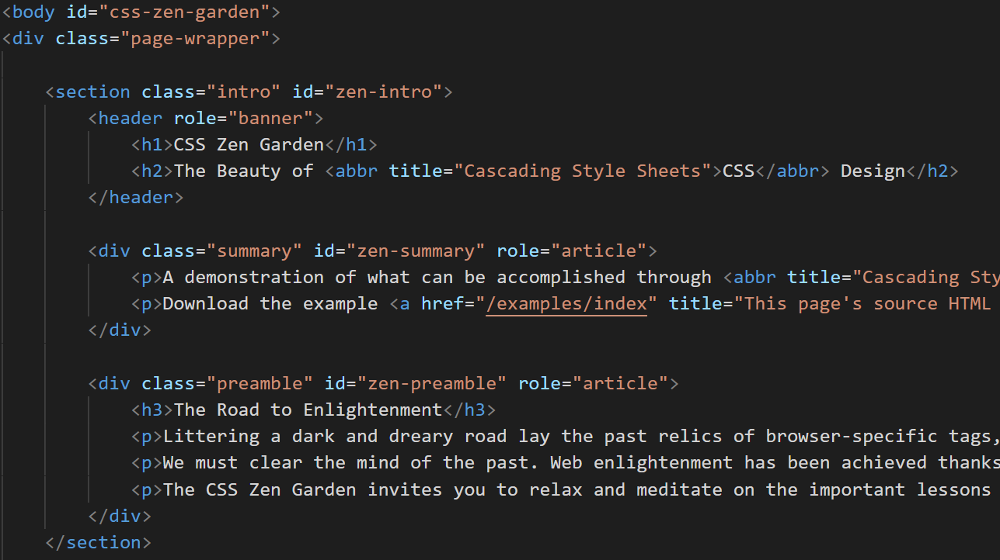 <body id="css-zen-garden">
<div class="page-wrapper">
<section class="intro" id="zen-intro">
<header role="banner">
<h1>CSS Zen Garden</h1>
<h2>The Beauty of <abbr title="Cascading Style Sheets">CSS</abbr> Design</h2>
</header>
<div class="summary" id="zen-summary" role="article">
<p>A demonstration of what can be accomplished through <abbr title="Cascading Sty
<p>Download the example <a href="/examples/index" title="This page's source HTML
</div>
<div class="preamble" id="zen-preamble" role="article">
<h3>The Road to Enlightenment</h3>
<p>Littering a dark and dreary road lay the past relics of browser-specific tags,
<p>We must clear the mind of the past. Web enlightenment has been achieved thanks
<p>The CSS Zen Garden invites you to relax and meditate on the important lessons
</div>
</section>